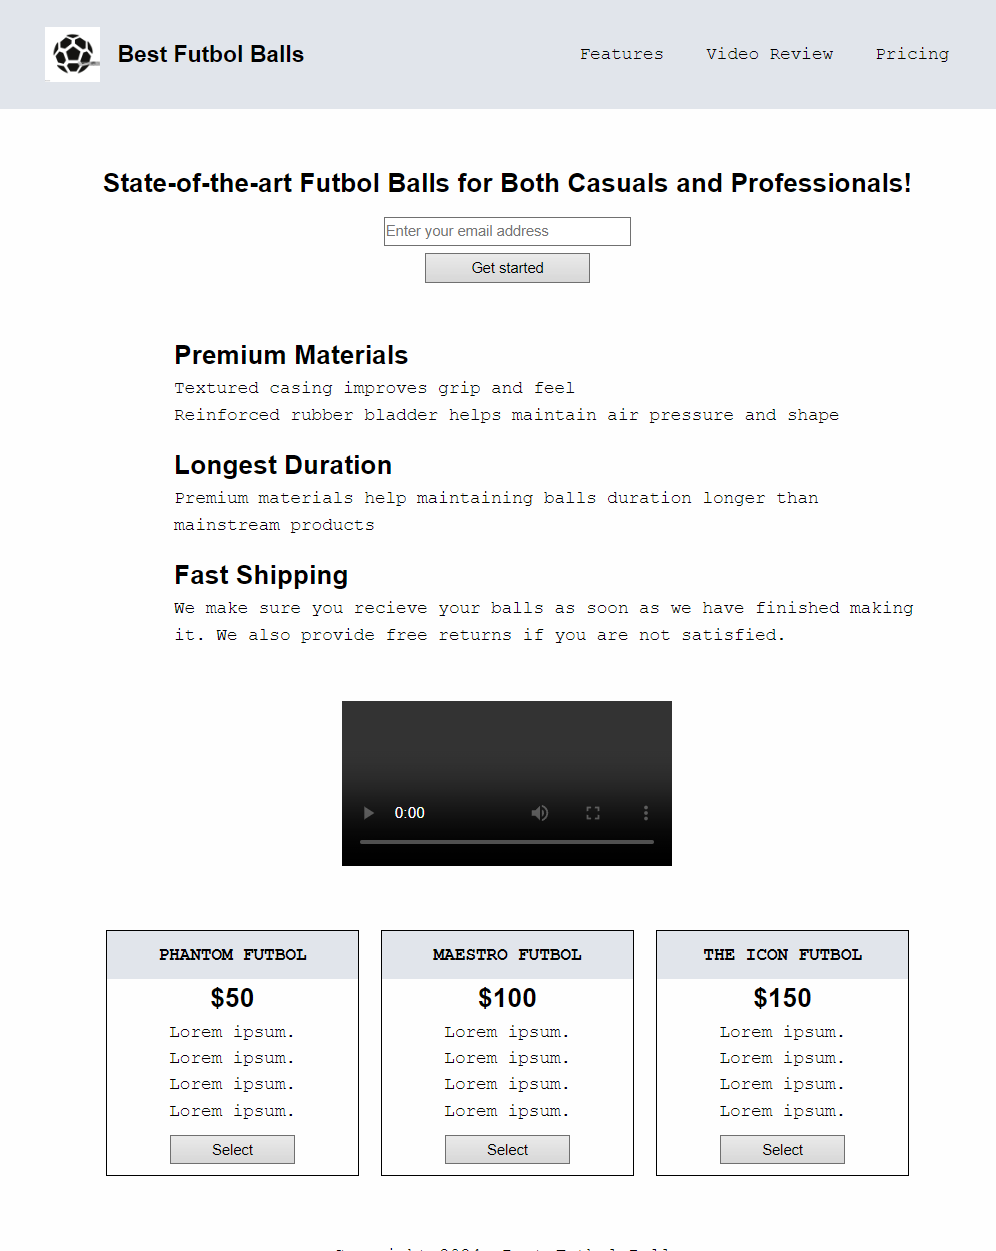 Best Futbol Balls
Features Video Review Pricing
State-of-the-art Futbol Balls for Both Casuals and Professionals!
Enter your email address
Get started
Premium Materials
Textured casing improves grip and feel
Reinforced rubber bladder helps maintain air pressure and shape
Longest Duration
Premium materials help maintaining balls duration longer than
mainstream products
Fast Shipping
We make sure you recieve your balls as soon as we have finished making
it. We also provide free returns if you are not satisfied.
0:00
PHANTOM FUTBOL
$50
Lorem ipsum.
Lorem ipsum.
Lorem ipsum.
Lorem ipsum.
Select
MAESTRO FUTBOL
$100
Lorem ipsum.
Lorem ipsum.
Lorem ipsum.
Lorem ipsum.
Select
THE ICON FUTBOL
$150
Lorem ipsum.
Lorem ipsum.
Lorem ipsum.
Lorem ipsum.
Select